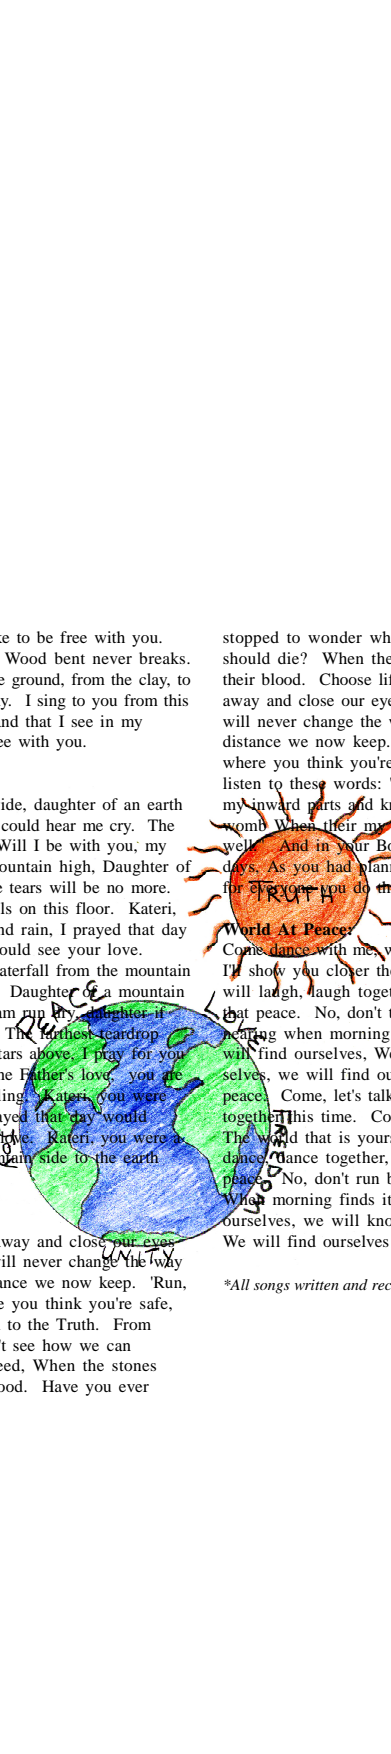 ke to be free with you.
Wood bent never breaks.
e ground, from the clay, to
y. I sing to you from this
and that I see in my
ee with you.
ide, daughter of an earth
could hear me cry. The
Will I be with you, my
ountain high, Daughter of
e tears will be no more.
ls on this floor. Kateri,
nd rain, I prayed that day
ould see your love.
aterfall from the mountain
Daughter of a mountain
am run dry, daughter if
The farthest teardrop
tars above, I pray for you
he Father's love, you are
ling. Kateri, you were
ayed that day would
love. Kateri, you were a
ntain side to the earth
away and close our eyes
vill never change the way
ance we now keep. 'Run,
e you think you're safe,
to the Truth. From
't see how we can
eed, When the stones
ood. Have you ever
stopped to wonder wh
should die? When the
their blood. Choose lif
away and close our eye
will never change the w
distance we now keep.
where you think you're
listen to these words: '
my inward parts and kn
womb When their my
well.' And in your Bo
days, As you had plann
for everyone you do th
World At Peace:
Come dance with me, w
I'll show you closer the
will laugh, laugh toget
that peace. No, don't t
nearing when morning
will find ourselves, We
selves, we will find ou
peace. Come, let's talk
together this time. Co
The world that is yours
dance, dance together,
peace. No, don't run b
When morning finds it
ourselves, we will kno
We will find ourselves
*All songs written and rec
TRUTH
PEACE
LOVE
FREEDOM
UNITY
JOY